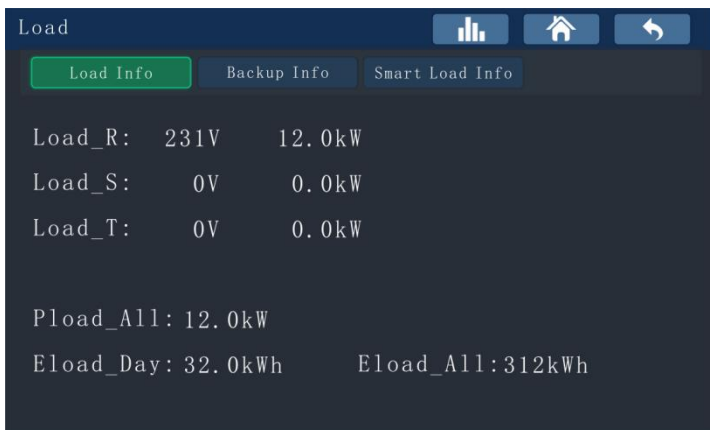 Load
Load Info Backup Info Smart Load Info
Load_R: 231V 12.0kW
Load_S: 0V 0.0kW
Load_T: 0V 0.0kW
Pload_All: 12.0kW
Eload_Day: 32.0kWh Eload_All:312kWh